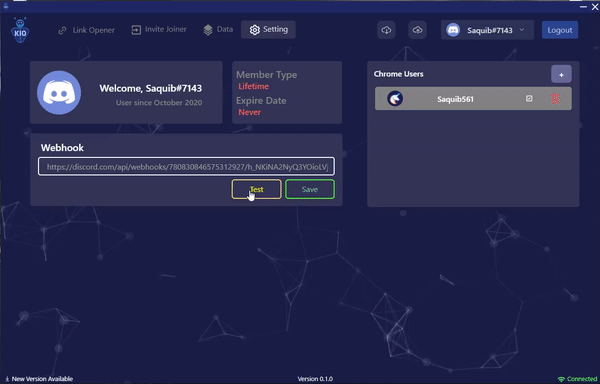 KIO
Link Opener
Invite Joiner
Data
Setting
Saquib#7143
Logout
Welcome, Saquib#7143
User since October 2020
Member Type
Lifetime
Expire Date
Never
Chrome Users
+
Saquib561
Webhook
https://discord.com/api/webhooks/780830846575312927/h_NKiNA2NyQ3YOioLVj
Test
Save
New Version Available
Version 0.1.0
Connected